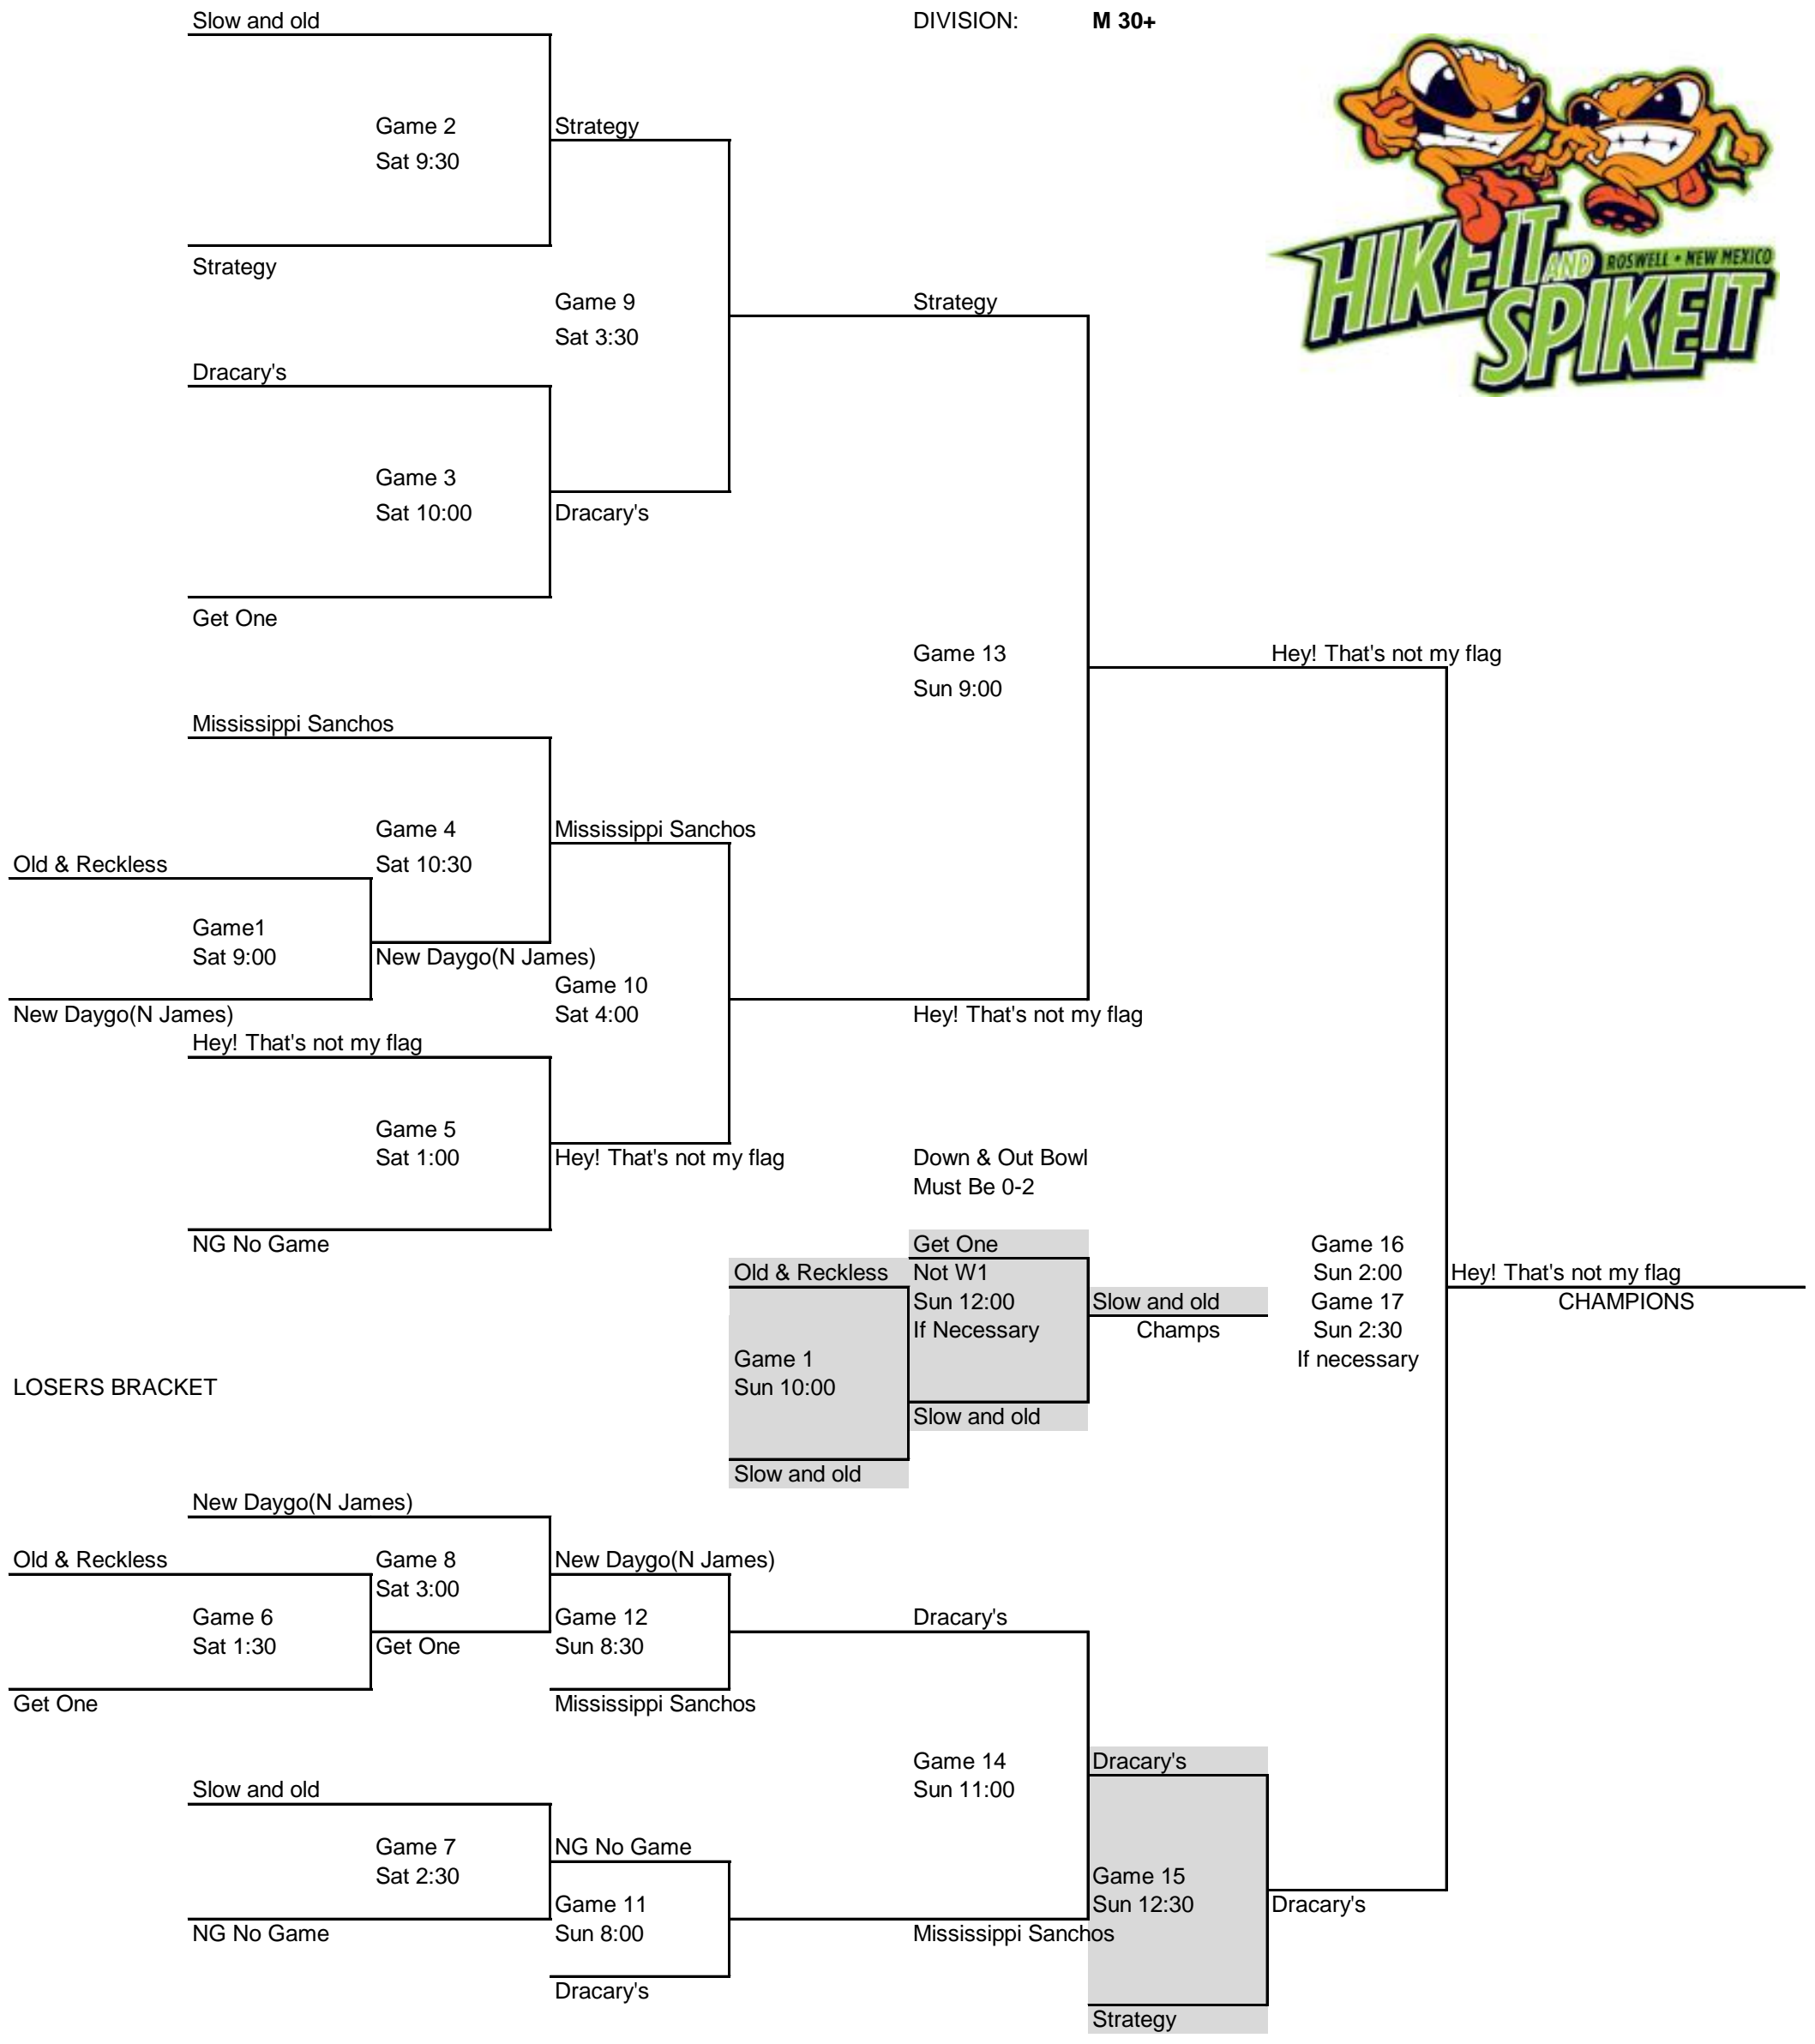 Slow and old
DIVISION: M 30+
Game 2
Strategy
Sat 9:30
HIKE IT AND SPIKE IT
ROSWELL • NEW MEXICO
Strategy
Game 9
Strategy
Sat 3:30
Dracary's
Game 3
Sat 10:00
Dracary's
Get One
Game 13
Hey! That's not my flag
Sun 9:00
Mississippi Sanchos
Game 4
Mississippi Sanchos
Old & Reckless
Sat 10:30
Game1
Sat 9:00
New Daygo(N James)
Game 10
New Daygo(N James)
Sat 4:00
Hey! That's not my flag
Hey! That's not my flag
Game 5
Sat 1:00
Hey! That's not my flag
Down & Out Bowl
Must Be 0-2
NG No Game
Get One
Game 16
Old & Reckless
Not W1
Sun 2:00
Hey! That's not my flag
Sun 12:00
Slow and old
Game 17
CHAMPIONS
If Necessary
Champs
Sun 2:30
Game 1
If necessary
LOSERS BRACKET
Sun 10:00
Slow and old
Slow and old
New Daygo(N James)
Old & Reckless
Game 8
New Daygo(N James)
Sat 3:00
Game 6
Game 12
Dracary's
Sat 1:30
Get One
Sun 8:30
Get One
Mississippi Sanchos
Game 14
Dracary's
Slow and old
Sun 11:00
Game 7
NG No Game
Sat 2:30
Game 15
Game 11
Sun 12:30
Dracary's
NG No Game
Sun 8:00
Mississippi Sanchos
Dracary's
Strategy